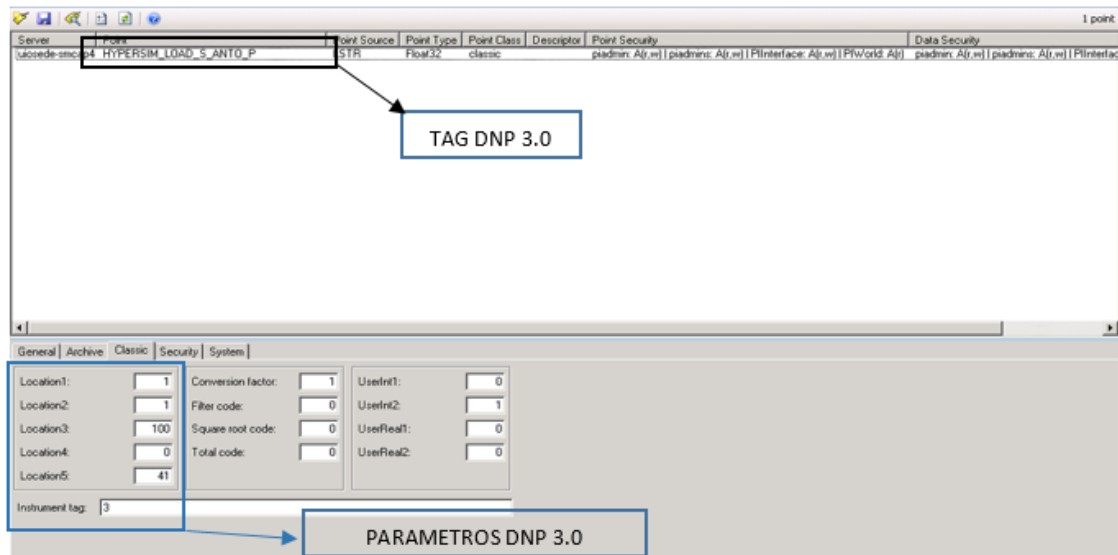 1 point
Server Point Point Source Point Type Point Class Descriptor Point Security Data Security
HYPERSIM_LOAD_S_ANTO_P STR Float32 classic piadmin: A(r,w) | piadmins: A(r,w) | PIInterface: A(r,w) | PIWorld: A(r) piadmin: A(r,w) | piadmins: A(r,w) | PIInterfac
TAG DNP 3.0
General Archive Classic Security System
Location1: 1 Conversion factor: 1 UserInt1: 0
Location2: 1 Filter code: 0 UserInt2: 1
Location3: 100 Square root code: 0 UserReal1: 0
Location4: 0 Total code: 0 UserReal2: 0
Location5: 41
Instrument tag: 3
PARAMETROS DNP 3.0